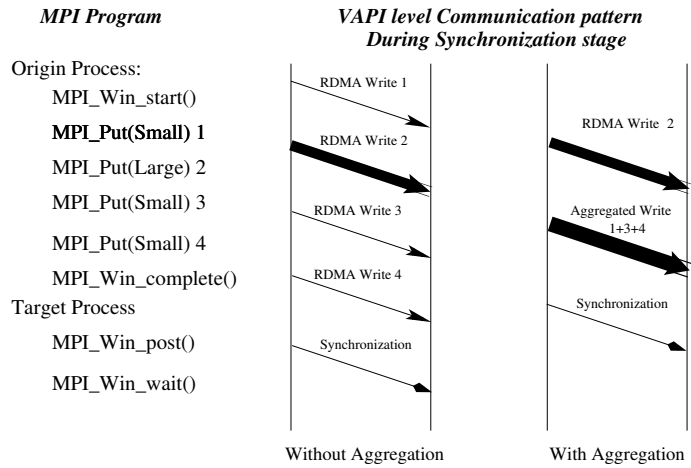 MPI Program
VAPI level Communication pattern
During Synchronization stage
Origin Process:
MPI_Win_start()
MPI_Put(Small) 1
MPI_Put(Large) 2
MPI_Put(Small) 3
MPI_Put(Small) 4
MPI_Win_complete()
Target Process
MPI_Win_post()
MPI_Win_wait()
RDMA Write 1
RDMA Write 2
RDMA Write 3
RDMA Write 4
Synchronization
Without Aggregation
RDMA Write 2
Aggregated Write
1+3+4
Synchronization
With Aggregation